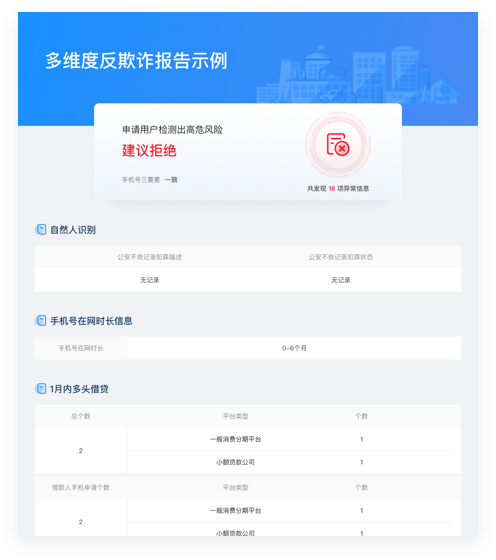 多维度反欺诈报告示例
申请用户检测出高危风险
建议拒绝
手机号三要素 一致
共发现 18 项异常信息
自然人识别
公安不良记录犯罪描述 公安不良记录犯罪状态
无记录 无记录
手机号在网时长信息
手机号在网时长 0~6个月
1月内多头借贷
总个数 平台类型 个数
2
一般消费分期平台 1
小额贷款公司 1
借款人手机申请个数 平台类型 个数
2
一般消费分期平台 1
小额贷款公司 1